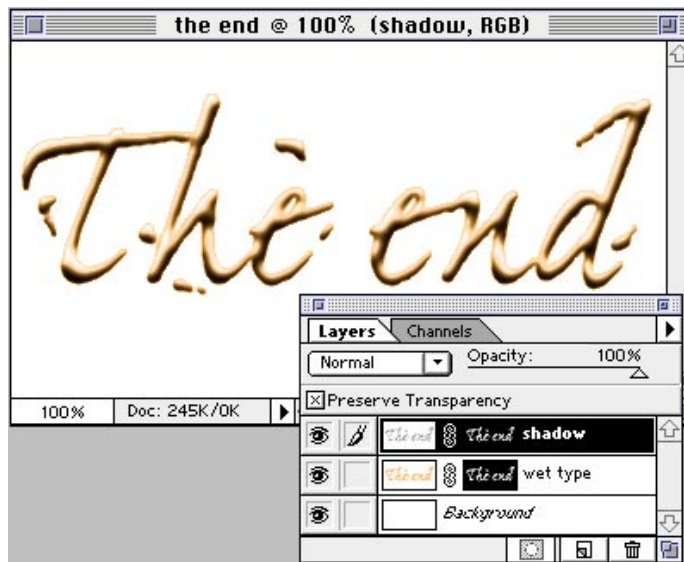 the end @ 100% (shadow, RGB)
The end
Layers Channels
Normal Opacity: 100%
Preserve Transparency
100% Doc: 245K/0K
The end The end shadow
The end The end wet type
Background